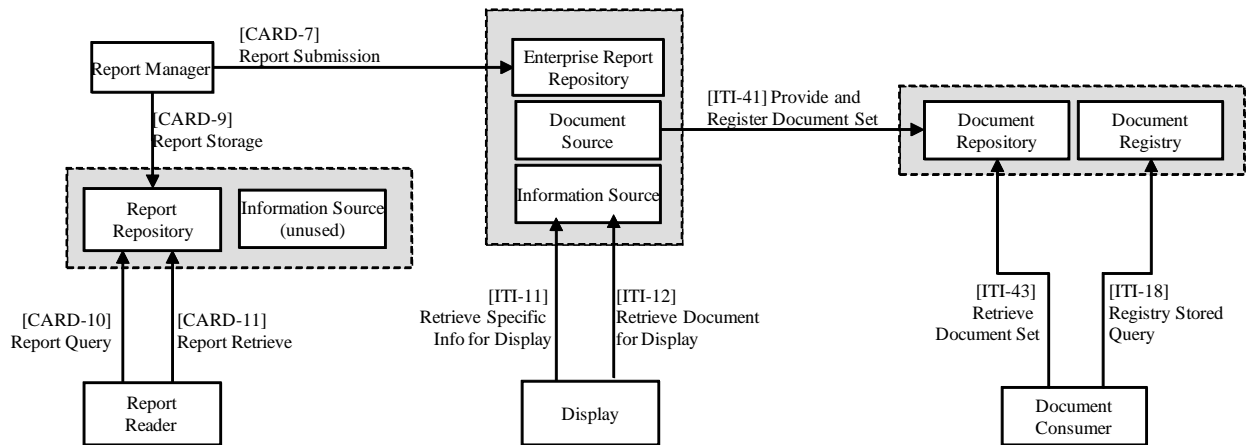 [CARD-7]
Report Submission
Report Manager
Enterprise Report
Repository
[ITI-41] Provide and
Register Document Set
Document
Source
Document
Repository
Document
Registry
[CARD-9]
Report Storage
Information Source
Report
Repository
Information Source
(unused)
[CARD-10]
Report Query
[CARD-11]
Report Retrieve
[ITI-11]
Retrieve Specific
Info for Display
[ITI-12]
Retrieve Document
for Display
[ITI-43]
Retrieve
Document Set
[ITI-18]
Registry Stored
Query
Report
Reader
Display
Document
Consumer